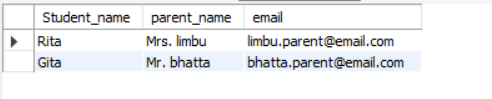 Student_name parent_name email
Rita Mrs. limbu limbu.parent@email.com
Gita Mr. bhatta bhatta.parent@email.com